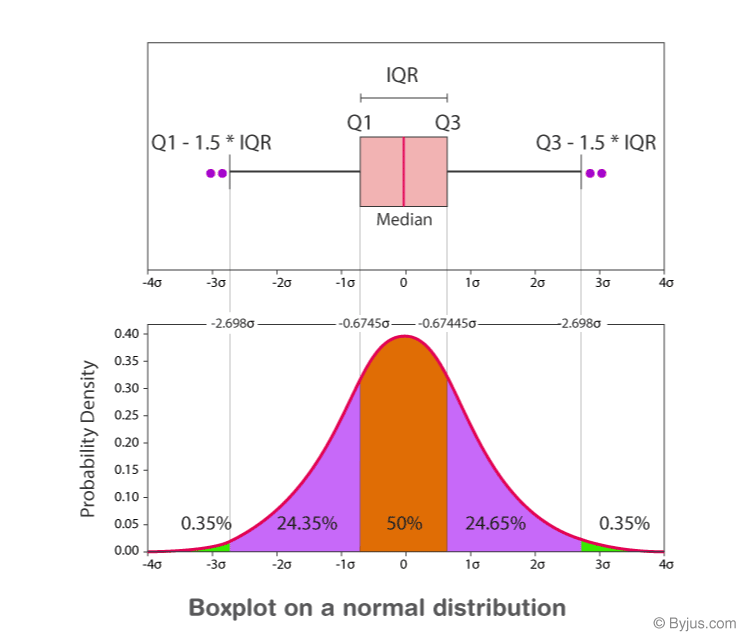 IQR
Q1 Q3
Q1 - 1.5 * IQR Q3 - 1.5 * IQR
Median
-4σ -3σ -2σ -1σ 0 1σ 2σ 3σ 4σ
-2.698σ -0.6745σ -0.67445σ -2.698σ
0.40
0.35
0.30
0.25
0.20
0.15
0.10
0.05
0.00
Probability Density
0.35% 24.35% 50% 24.65% 0.35%
-4σ -3σ -2σ -1σ 0 1σ 2σ 3σ 4σ
Boxplot on a normal distribution
© Byjus.com